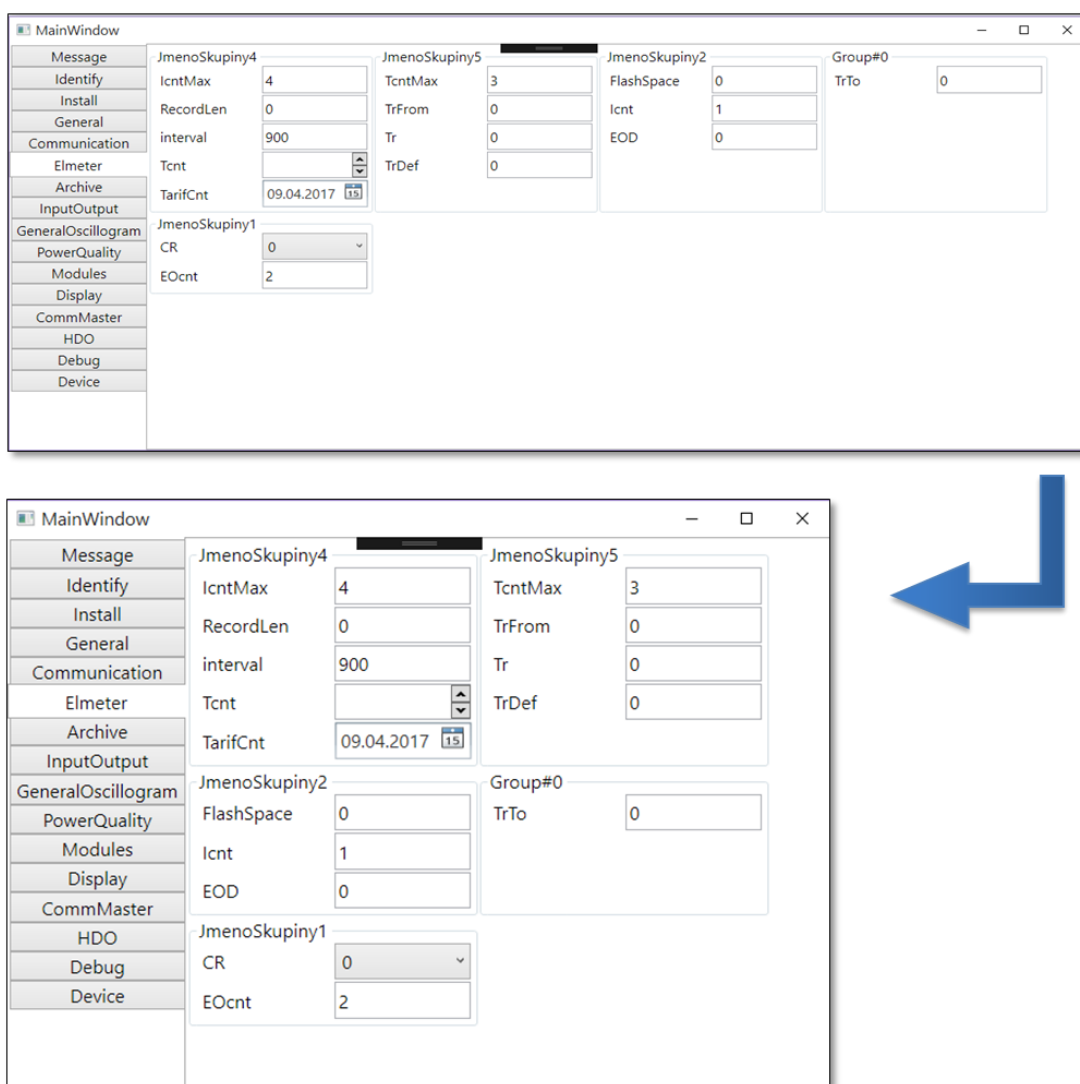 MainWindow
Message
Identify
Install
General
Communication
Elmeter
Archive
InputOutput
GeneralOscillogram
PowerQuality
Modules
Display
CommMaster
HDO
Debug
Device
JmenoSkupiny4
IcntMax 4
RecordLen 0
interval 900
Tcnt
TarifCnt 09.04.2017 15
JmenoSkupiny5
TcntMax 3
TrFrom 0
Tr 0
TrDef 0
JmenoSkupiny2
FlashSpace 0
Icnt 1
EOD 0
Group#0
TrTo 0
JmenoSkupiny1
CR 0
EOcnt 2
MainWindow
Message
Identify
Install
General
Communication
Elmeter
Archive
InputOutput
GeneralOscillogram
PowerQuality
Modules
Display
CommMaster
HDO
Debug
Device
JmenoSkupiny4
IcntMax 4
RecordLen 0
interval 900
Tcnt
TarifCnt 09.04.2017 15
JmenoSkupiny5
TcntMax 3
TrFrom 0
Tr 0
TrDef 0
JmenoSkupiny2
FlashSpace 0
Icnt 1
EOD 0
Group#0
TrTo 0
JmenoSkupiny1
CR 0
EOcnt 2